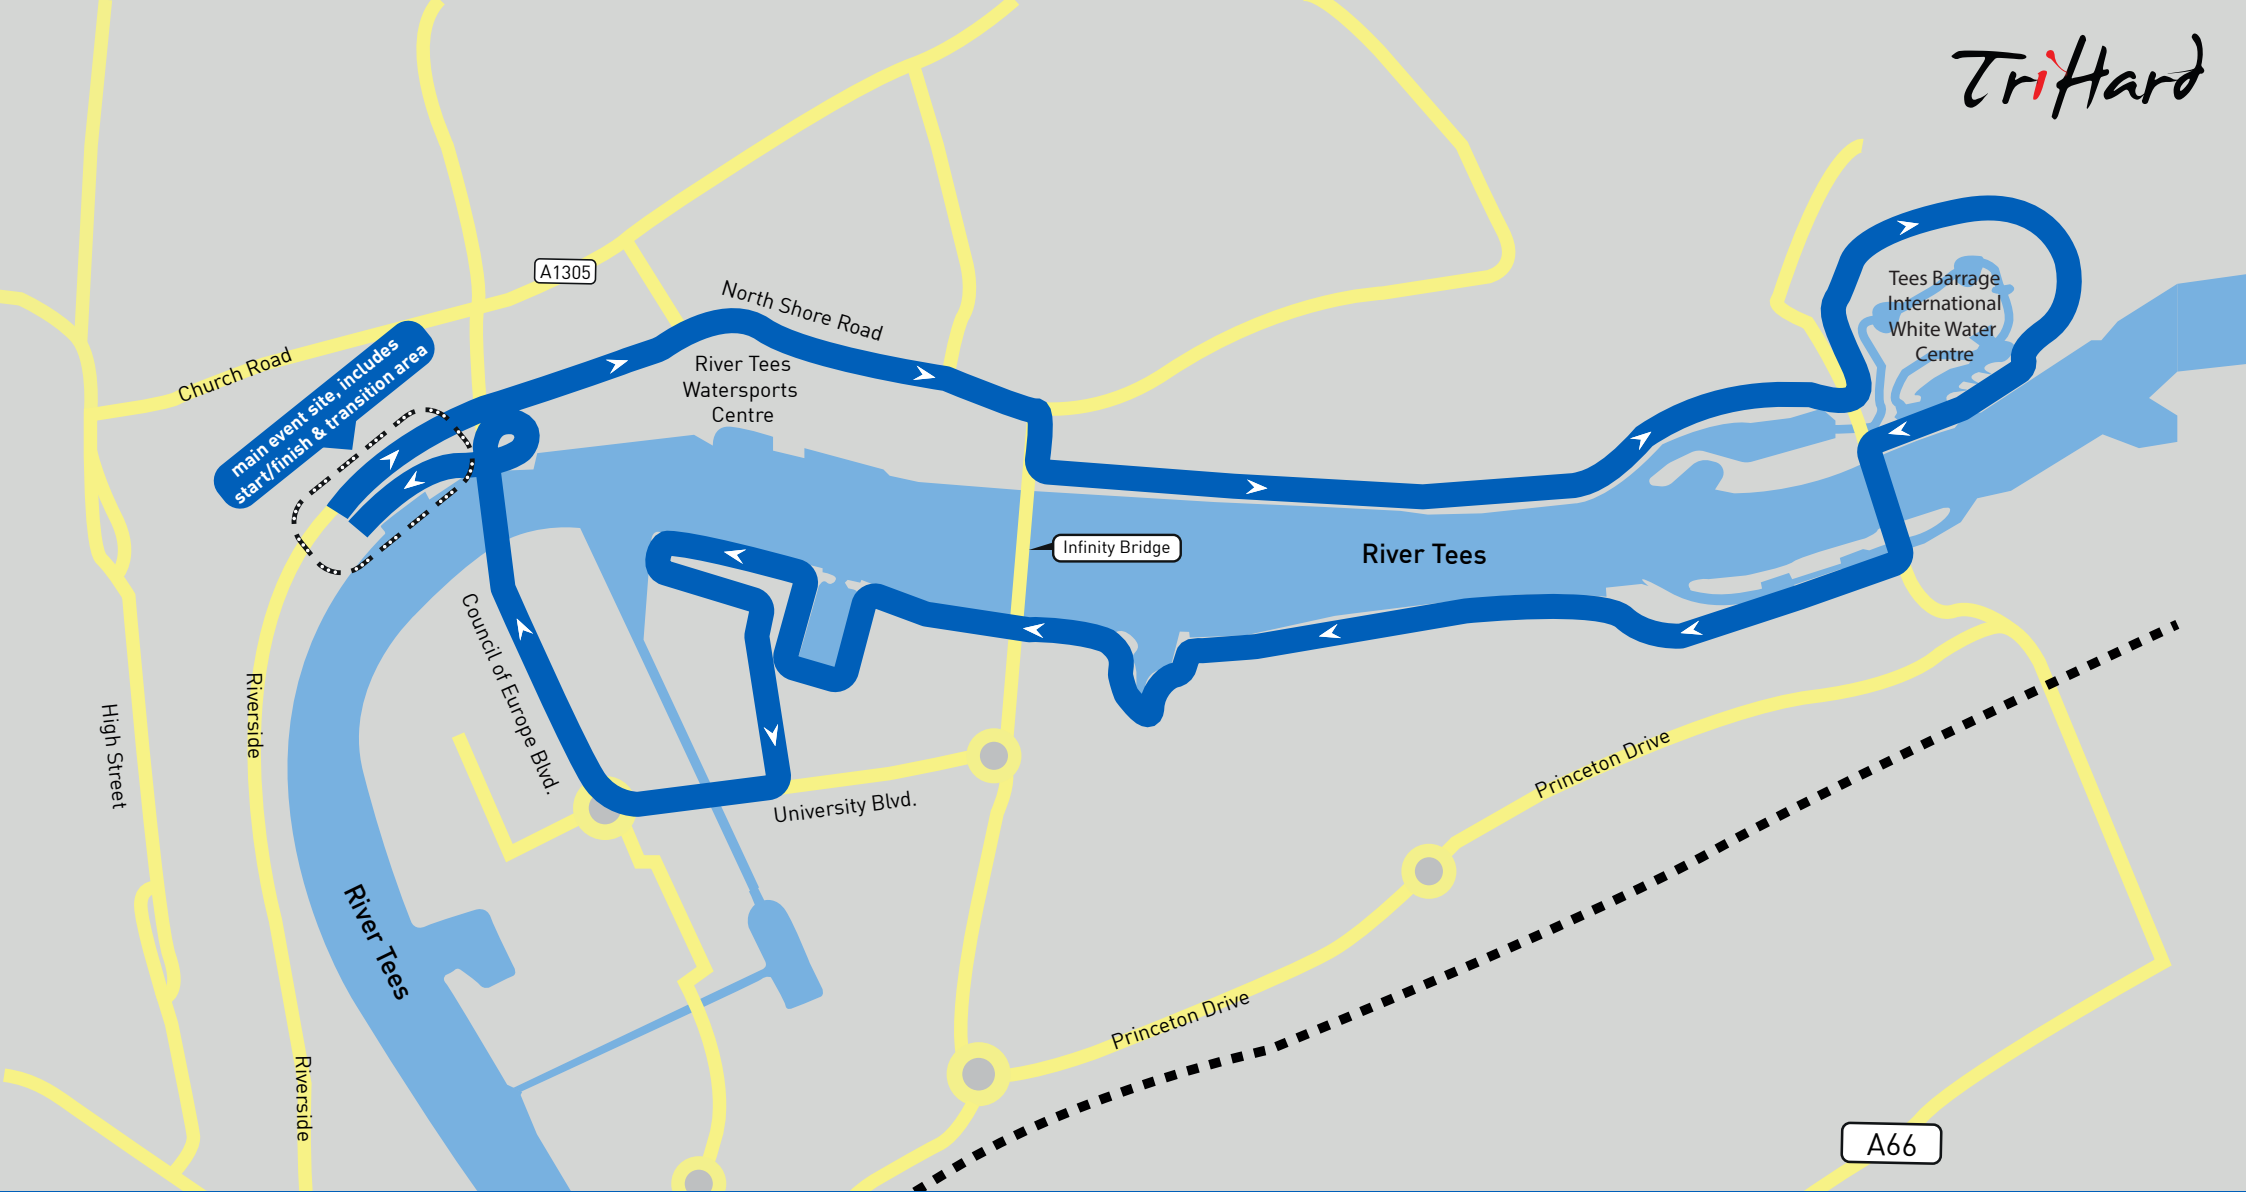 TriHard
A1305
North Shore Road
Church Road
main event site, includes
start/finish & transition area
River Tees
Watersports
Centre
Tees Barrage
International
White Water
Centre
Infinity Bridge
River Tees
Council of Europe Blvd.
High Street
Riverside
University Blvd.
Princeton Drive
River Tees
Princeton Drive
Riverside
A66